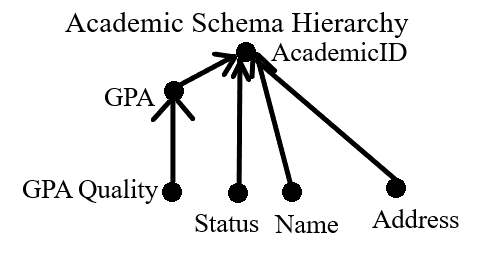 Academic Schema Hierarchy
AcademicID
GPA
GPA Quality
Status
Name
Address